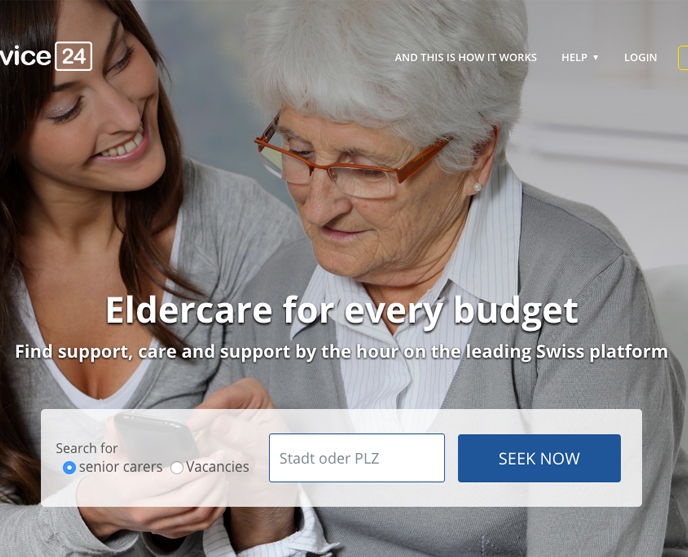 vice 24
AND THIS IS HOW IT WORKS HELP ▼ LOGIN
Eldercare for every budget
Find support, care and support by the hour on the leading Swiss platform
Search for
senior carers Vacancies
Stadt oder PLZ
SEEK NOW